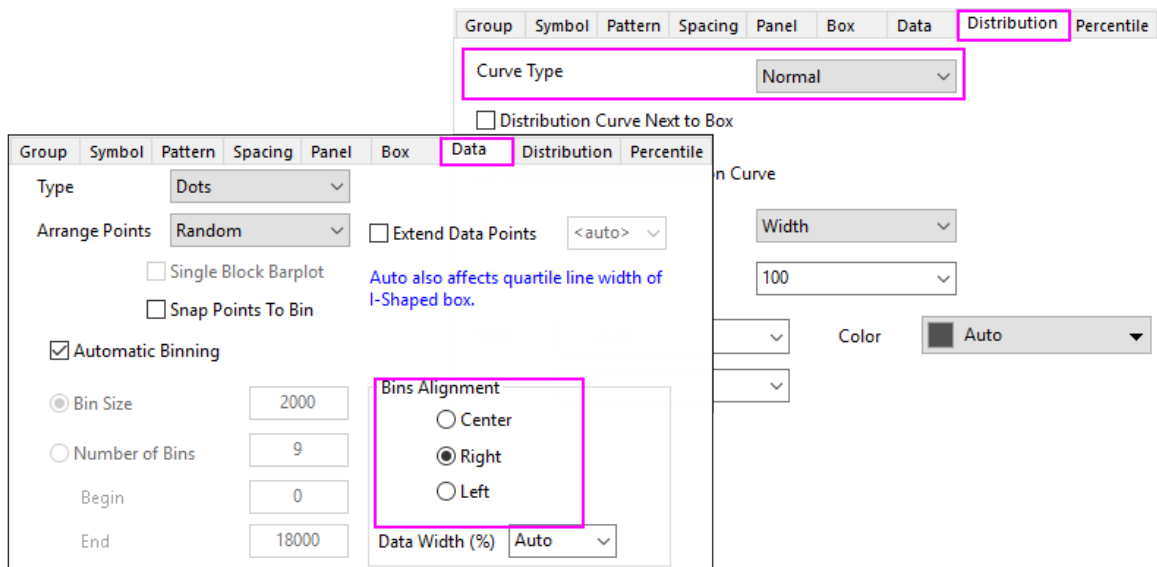 Group Symbol Pattern Spacing Panel Box Data Distribution Percentile
Curve Type Normal
Distribution Curve Next to Box
n Curve
Width
100
Color Auto
Group Symbol Pattern Spacing Panel Box Data Distribution Percentile
Type Dots
Arrange Points Random Extend Data Points <auto>
Single Block Barplot Auto also affects quartile line width of
Snap Points To Bin I-Shaped box.
Automatic Binning
Bins Alignment
Bin Size 2000 Center
Number of Bins 9 Right
Begin 0 Left
End 18000 Data Width (%) Auto